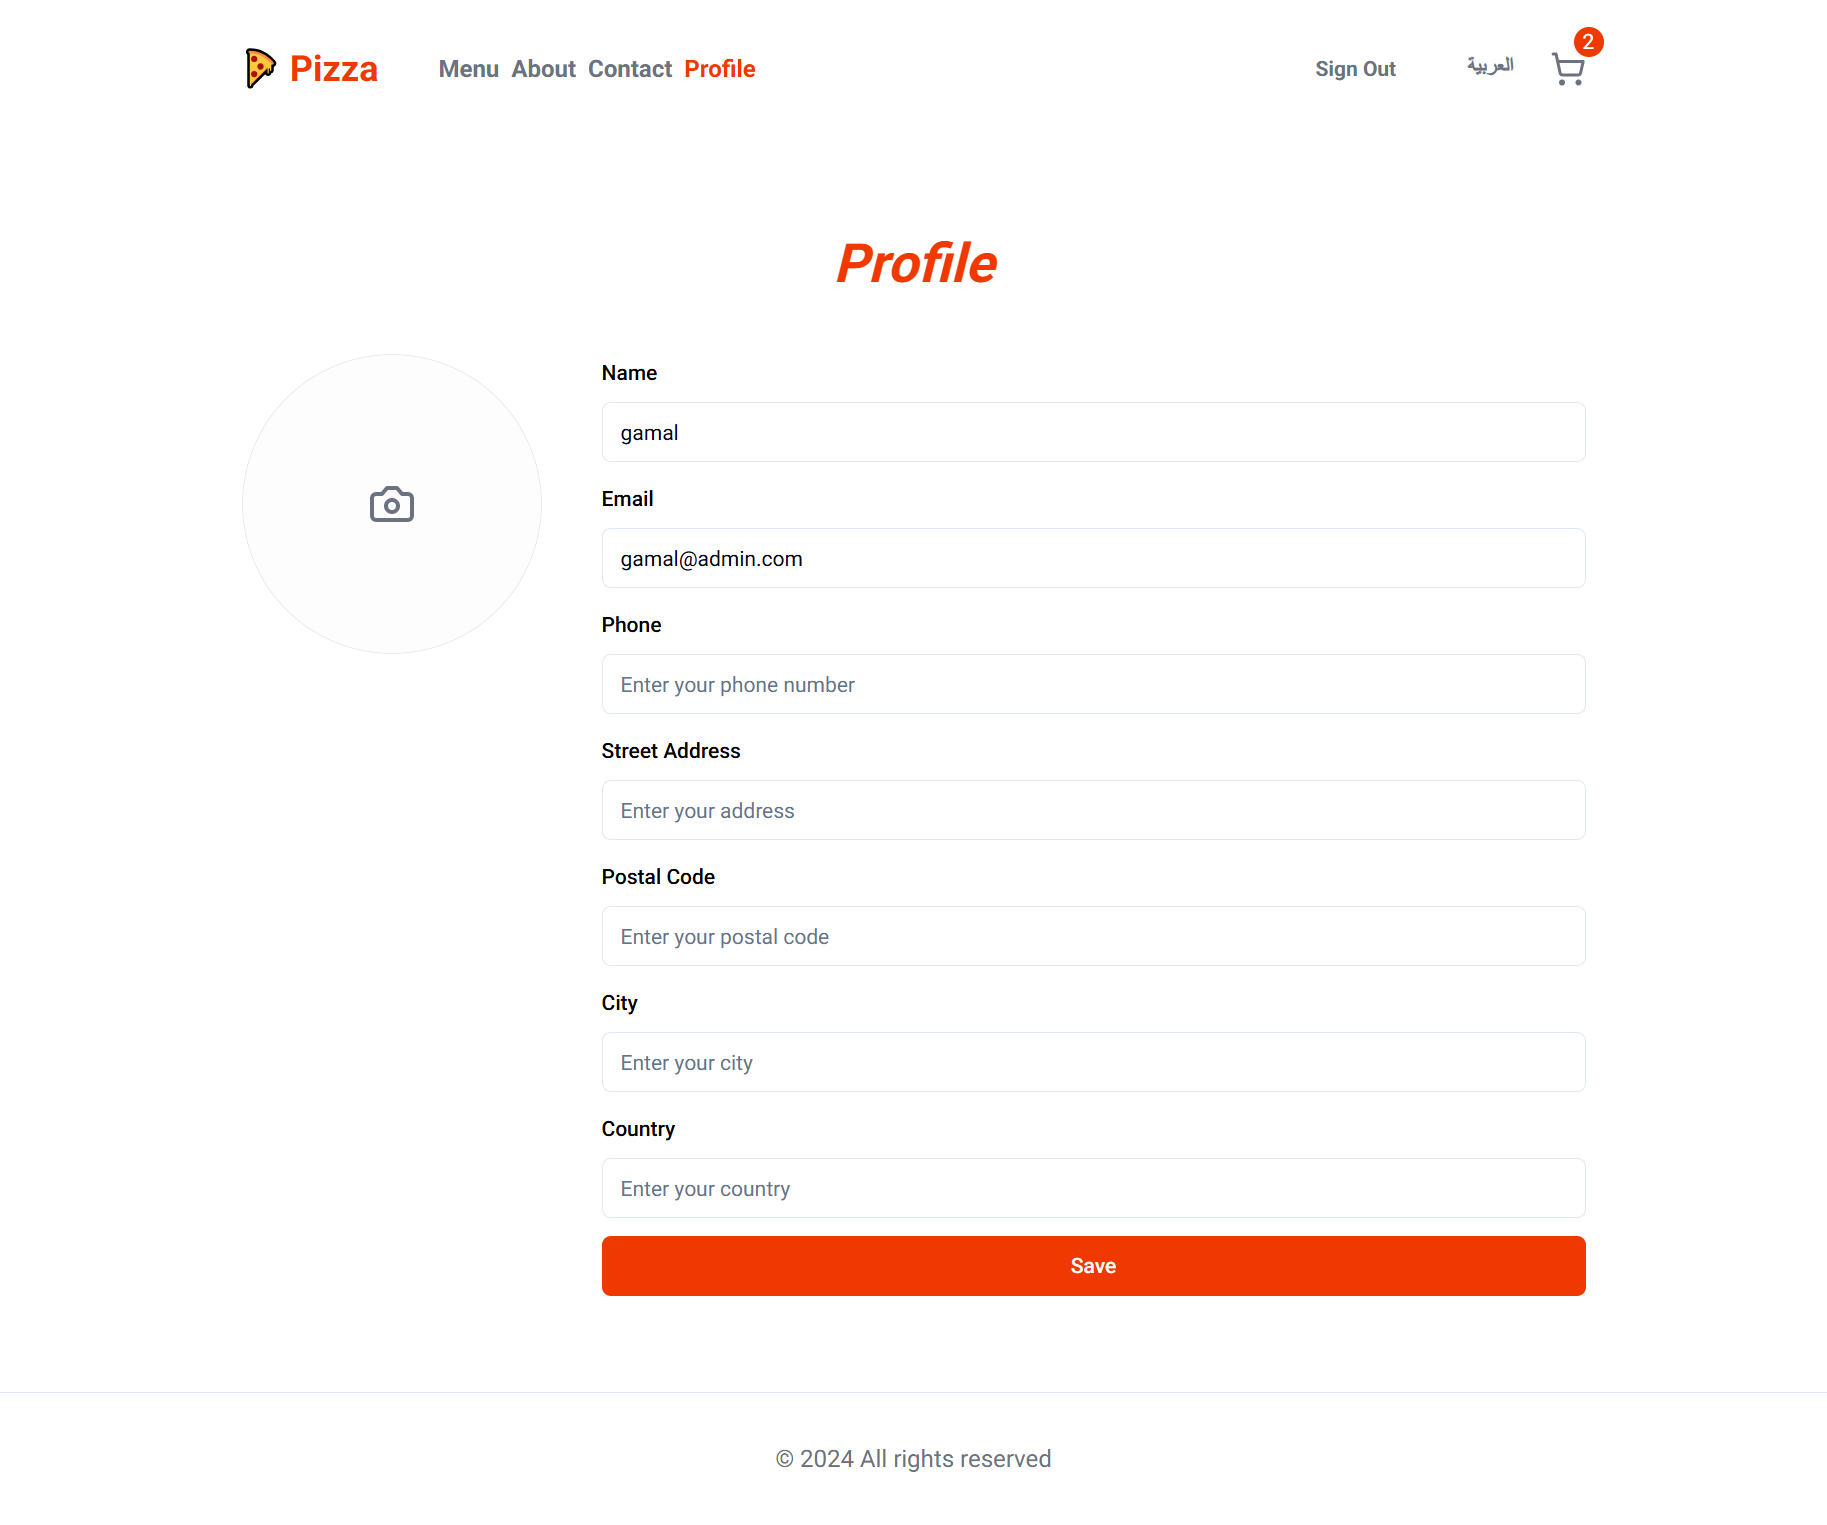 Pizza
Menu About Contact Profile
Sign Out
العربية
2
Profile
Name
gamal
Email
gamal@admin.com
Phone
Enter your phone number
Street Address
Enter your address
Postal Code
Enter your postal code
City
Enter your city
Country
Enter your country
Save
© 2024 All rights reserved